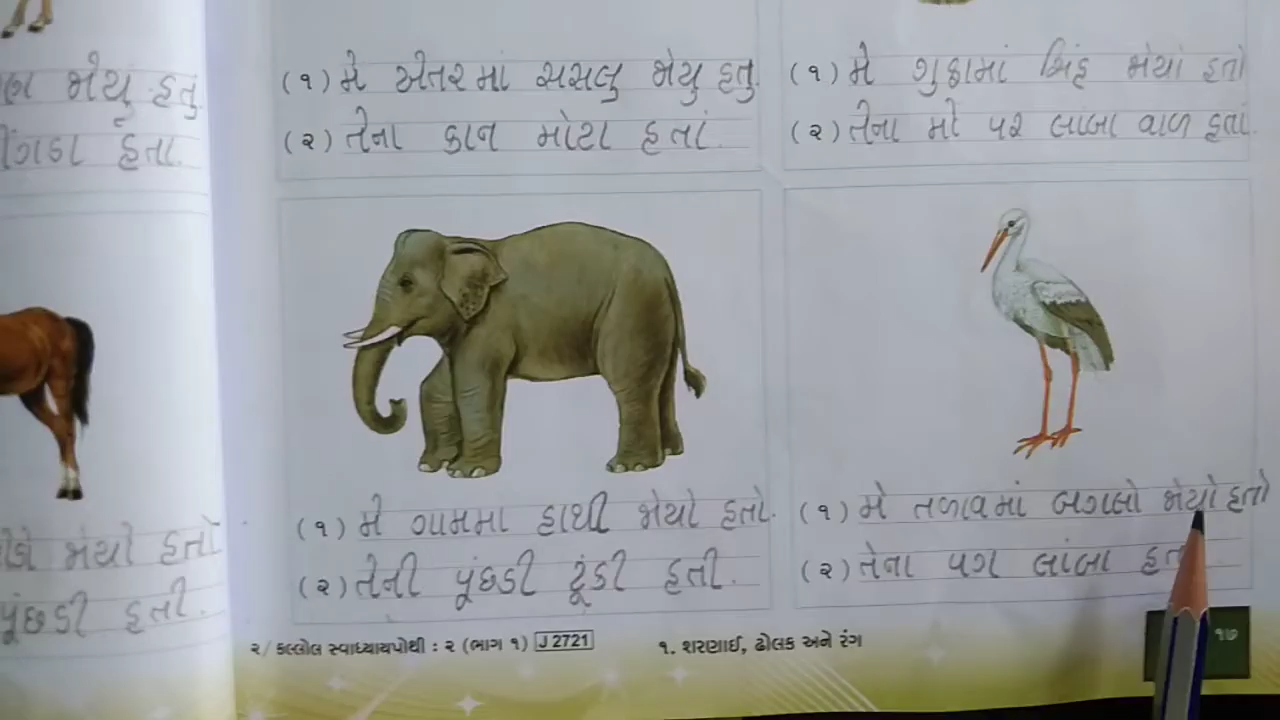 જોયું હતુ.
હતા.
(૧) મે ખેતરમાં સસલુ જોયુ હતુ.
(૨) તેના કાન મોટા હતાં.
(૧) મે ગુફામાં સિંહ જોયાં હતો
(૨) તેના મોં પર લાંબા વાળ હતાં.
જોયો હતો
પૂંછડી હતી.
(૧) મે ગામમા હાથી જોયો હતો.
(૨) તેની પૂંછડી ટૂંકી હતી.
(૧) મે તળાવમાં બગલો જોયો હતો
(૨) તેના પગ લાંબા
૨/ કલ્લોલ સ્વાધ્યાયપોથી : ૨ (ભાગ ૧) J 2721
૧. શરણાઈ, ઢોલક અને રંગ
૧૭